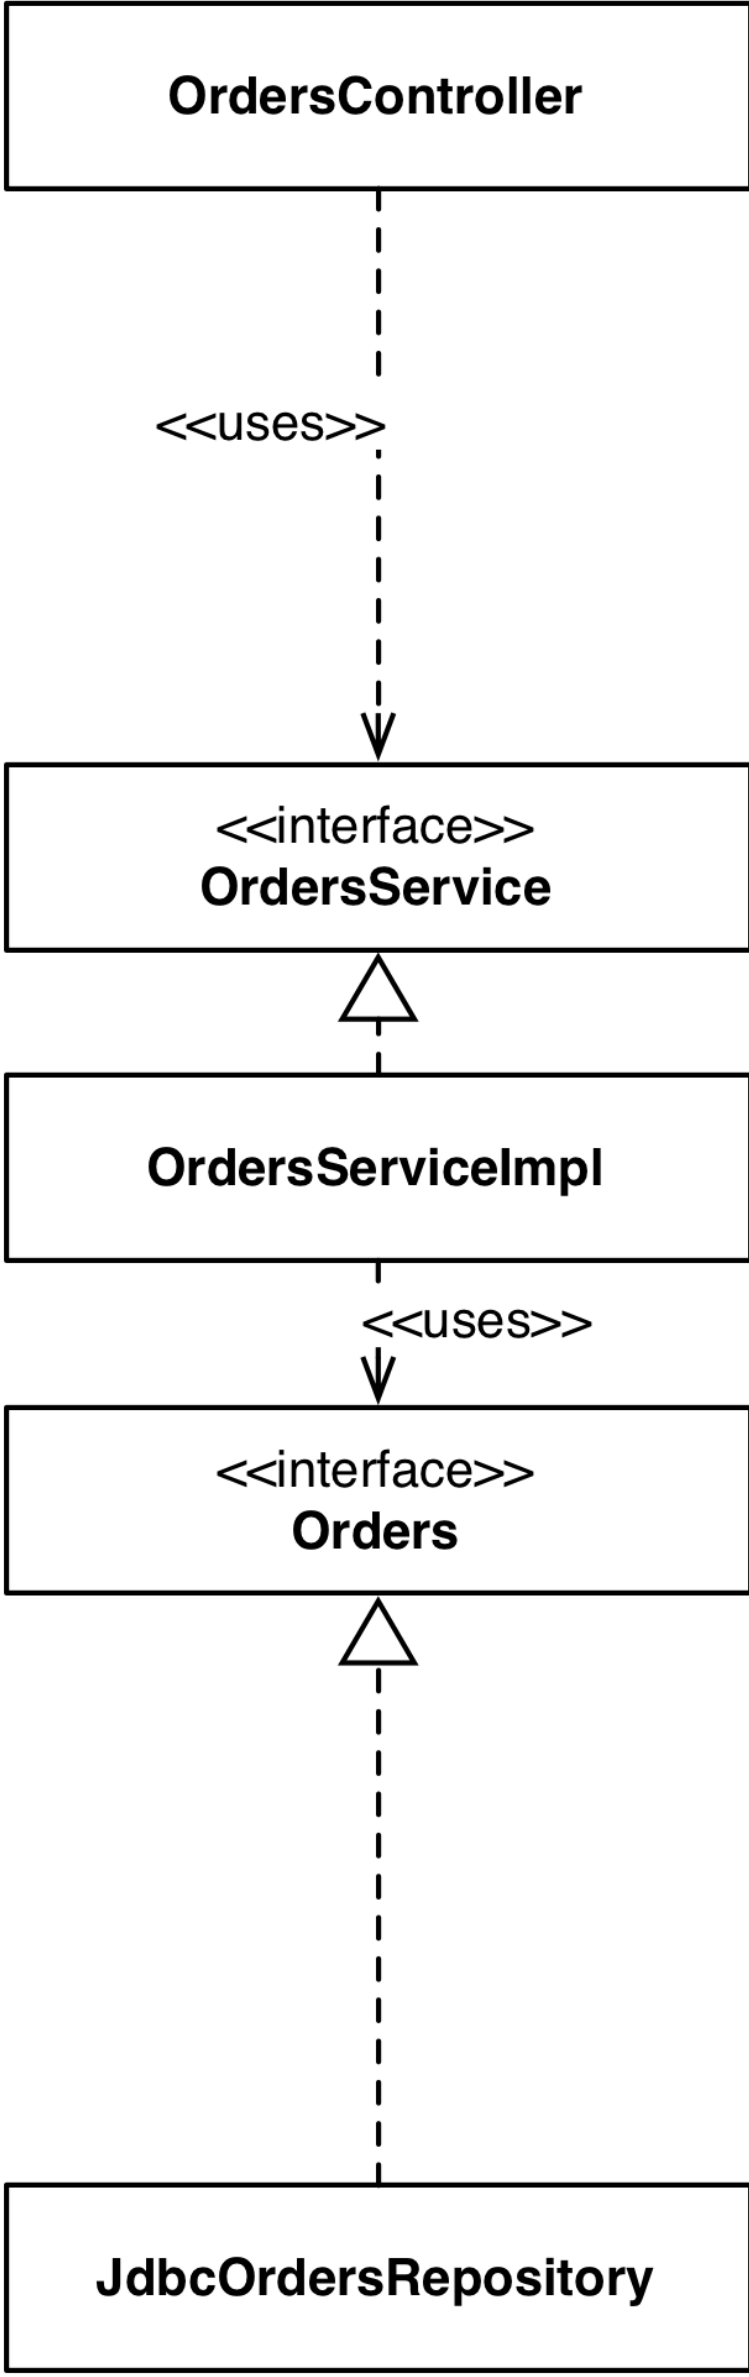 OrdersController
<<uses>>
<<interface>>
OrdersService
OrdersServiceImpl
<<uses>>
<<interface>>
Orders
JdbcOrdersRepository